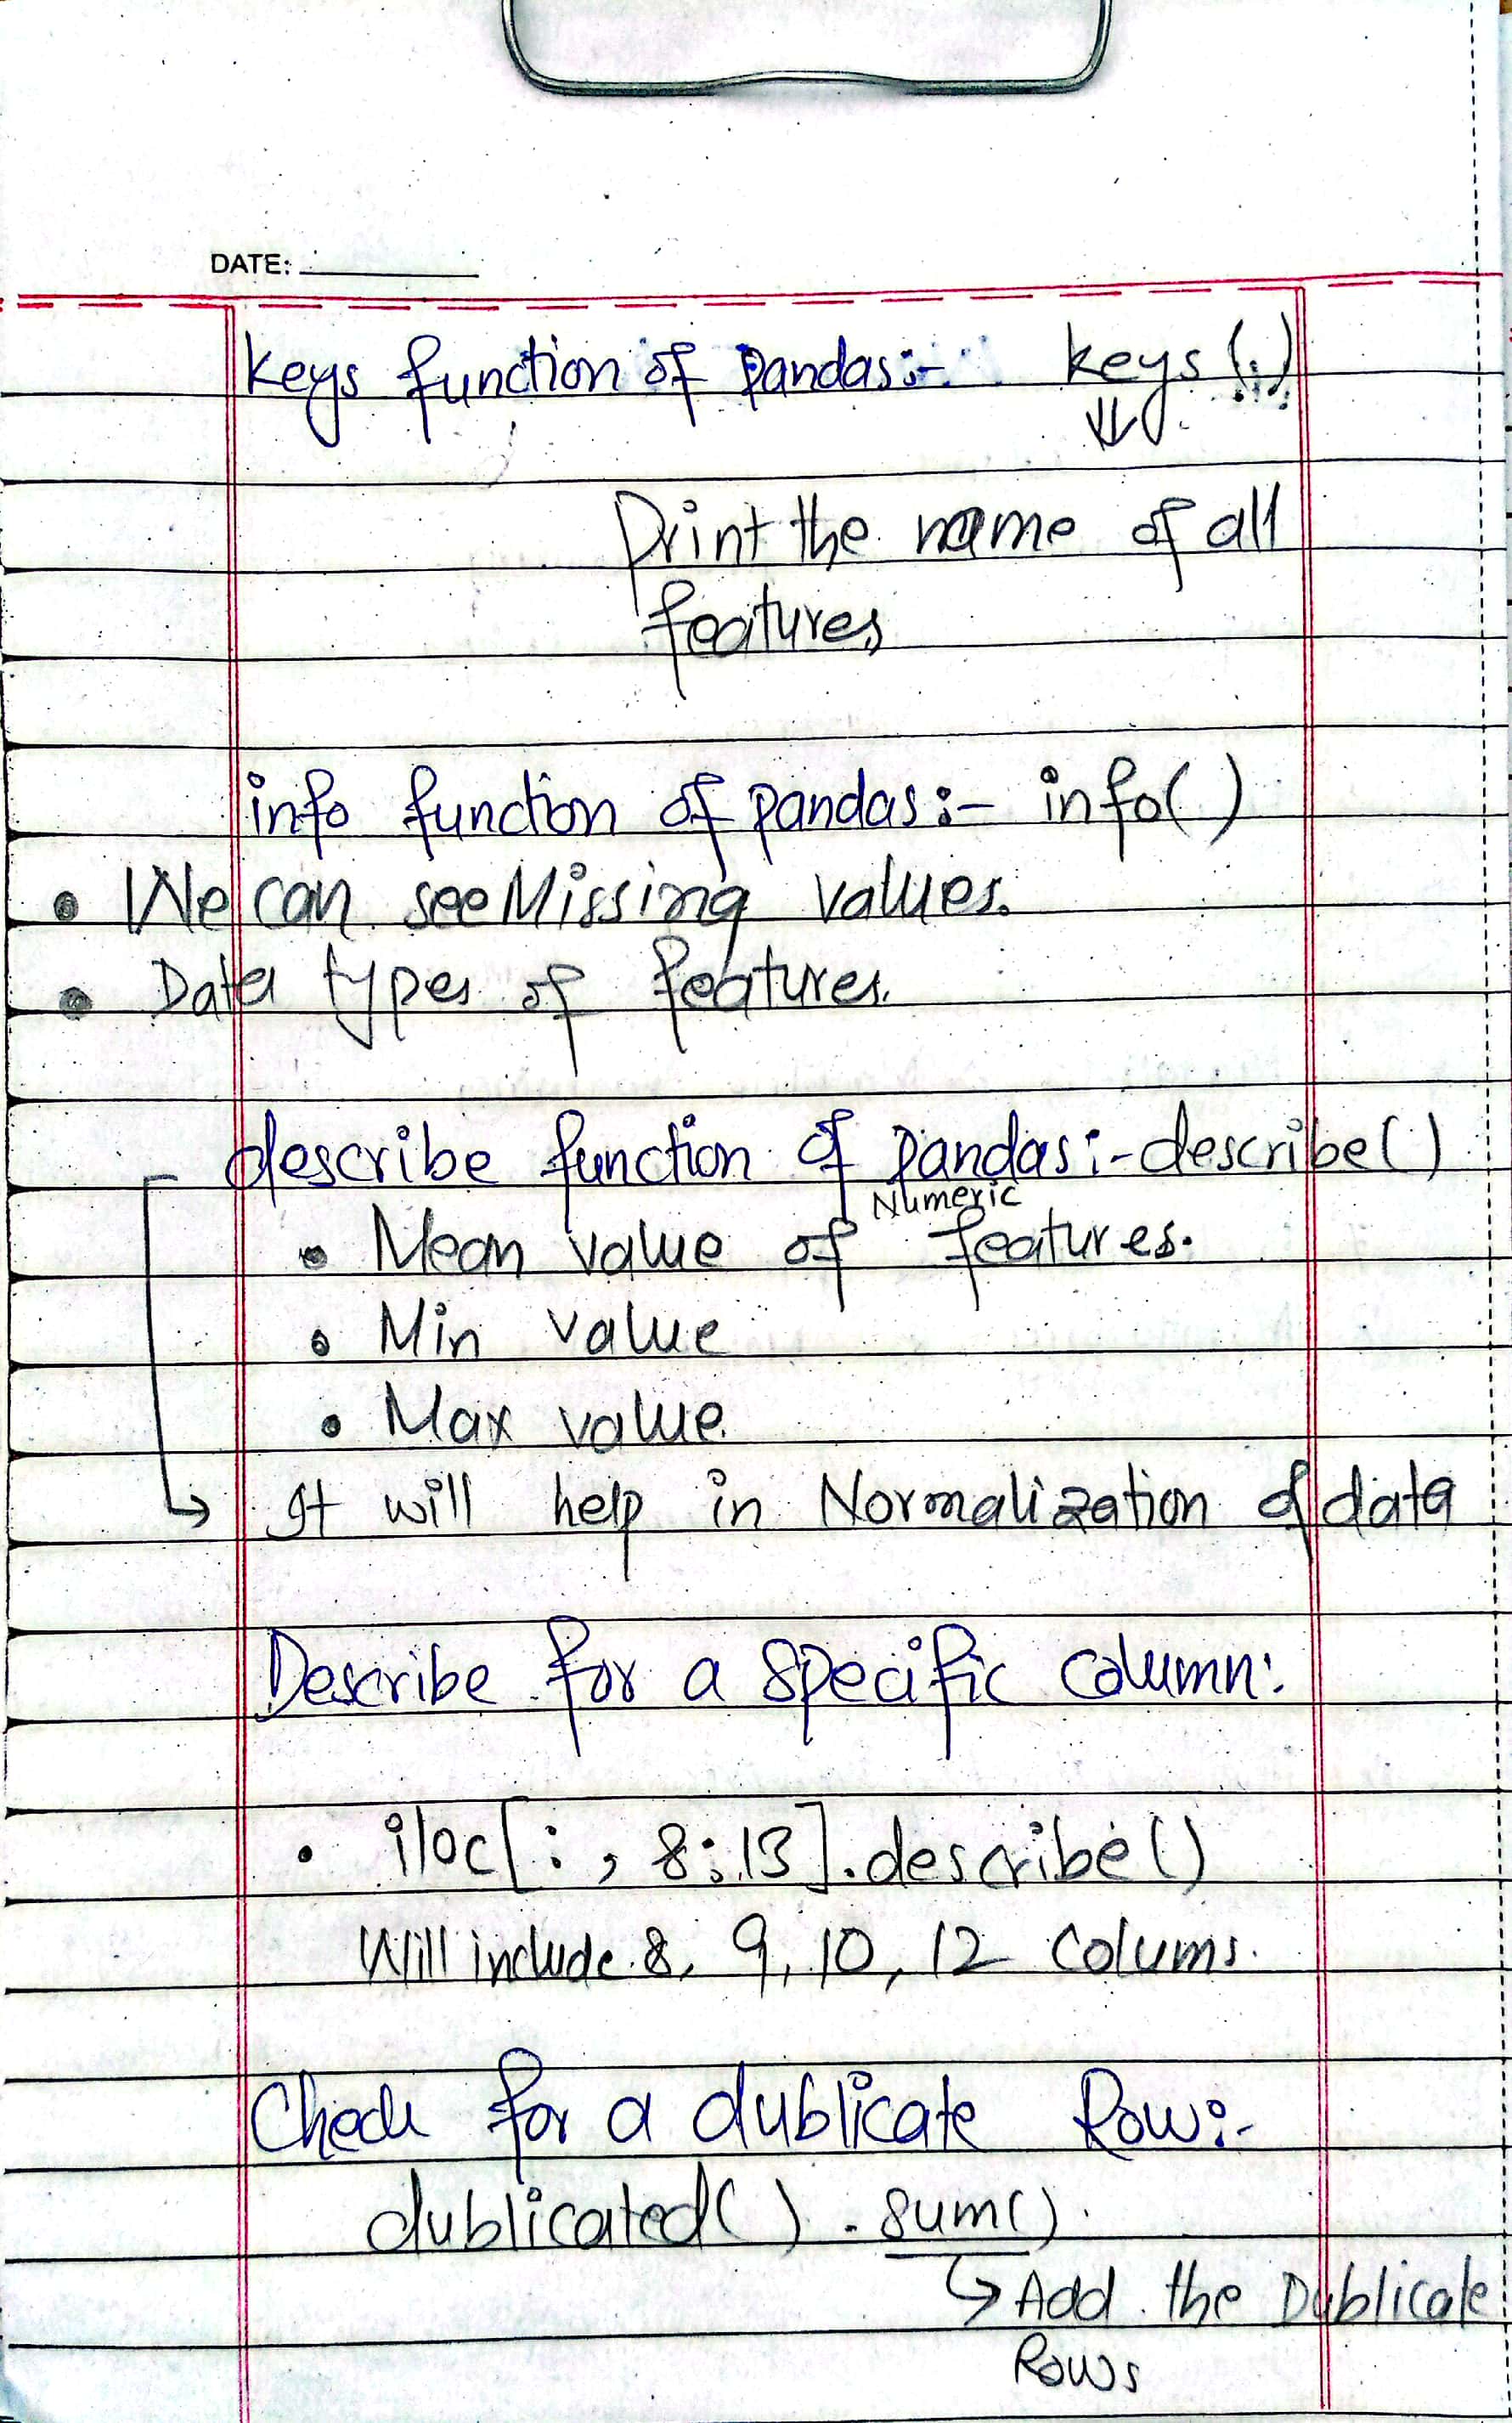 DATE:
keys function of pandas:- keys(.)
Print the name of all
features
info function of pandas:- info( )
• We can see Missing values.
• Data types of features.
describe function of pandas:- describe( )
Numeric
• Mean value of features.
• Min value
• Max value
↳ It will help in Normalization of data
Describe for a specific column:
• iloc[: , 8:13].describe()
Will include 8, 9, 10, 12 colums.
Check for a dublicate Row:-
dublicated( ) . sum().
↳ Add the Dublicate
Rows